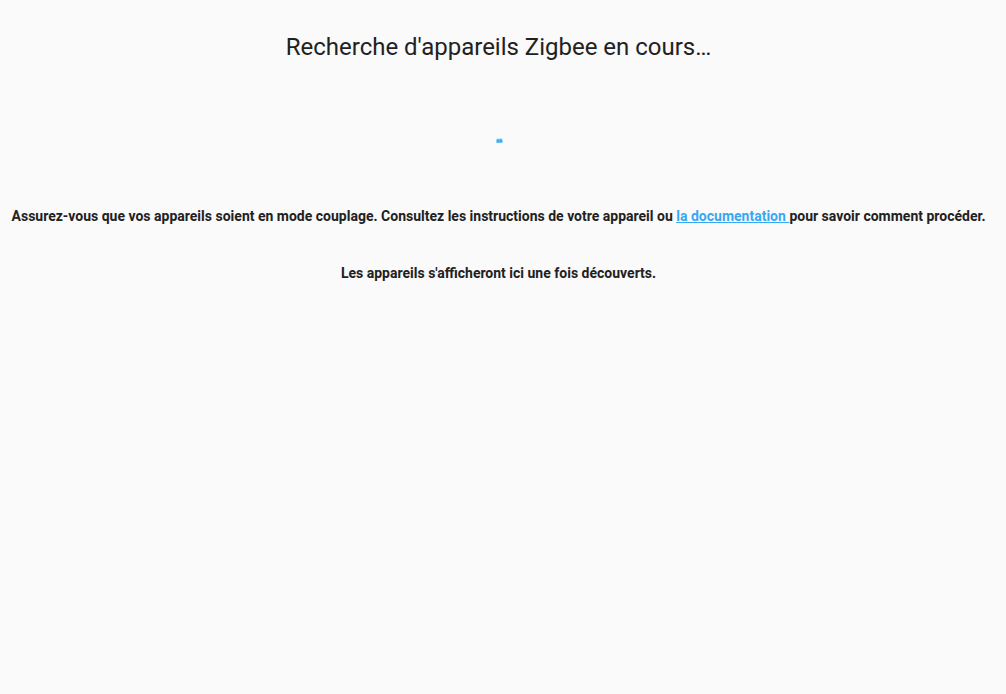 Recherche d'appareils Zigbee en cours…
Assurez-vous que vos appareils soient en mode couplage. Consultez les instructions de votre appareil ou la documentation pour savoir comment procéder.
Les appareils s'afficheront ici une fois découverts.